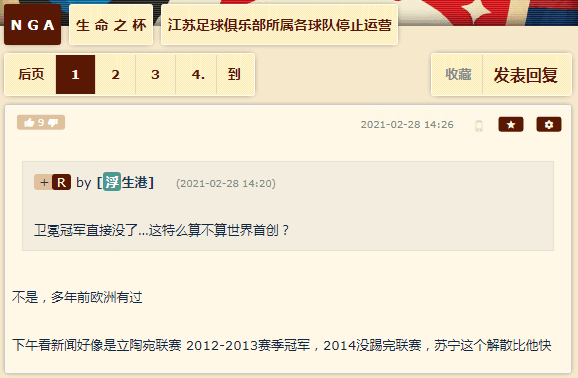 NGA 生命之杯 江苏足球俱乐部所属各球队停止运营
后页 1 2 3 4. 到 收藏 发表回复
9 2021-02-28 14:26
+ R by [浮生港] (2021-02-28 14:20)
卫冕冠军直接没了...这特么算不算世界首创？
不是，多年前欧洲有过
下午看新闻好像是立陶宛联赛 2012-2013赛季冠军，2014没踢完联赛，苏宁这个解散比他快